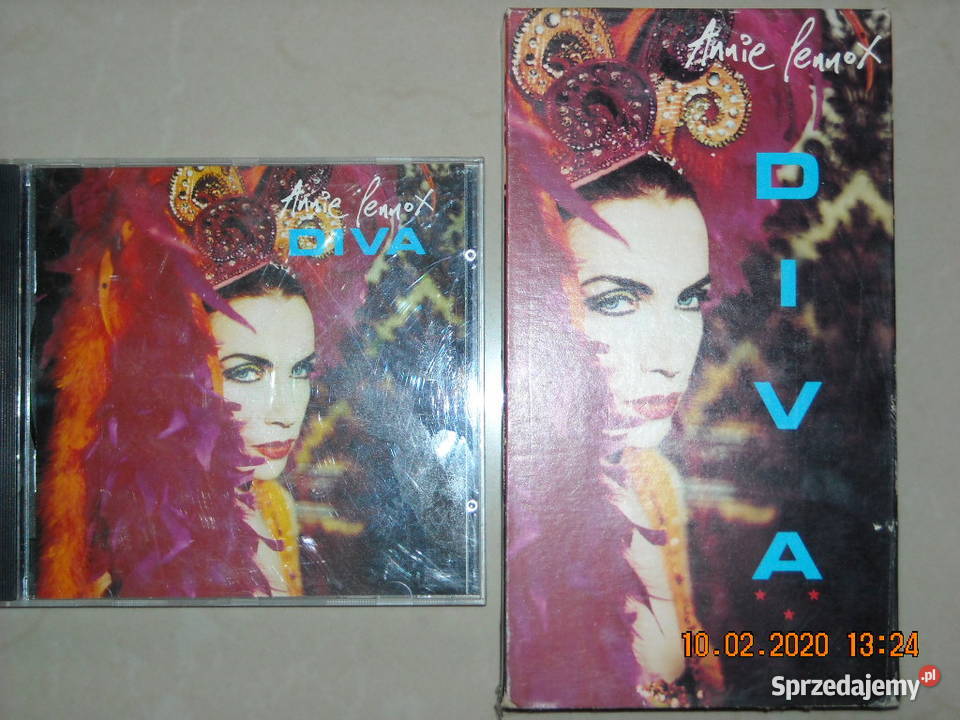 Annie Lennox
DIVA
Annie Lennox
D
I
V
A
10.02.2020 13:24
Sprzedajemy.pl